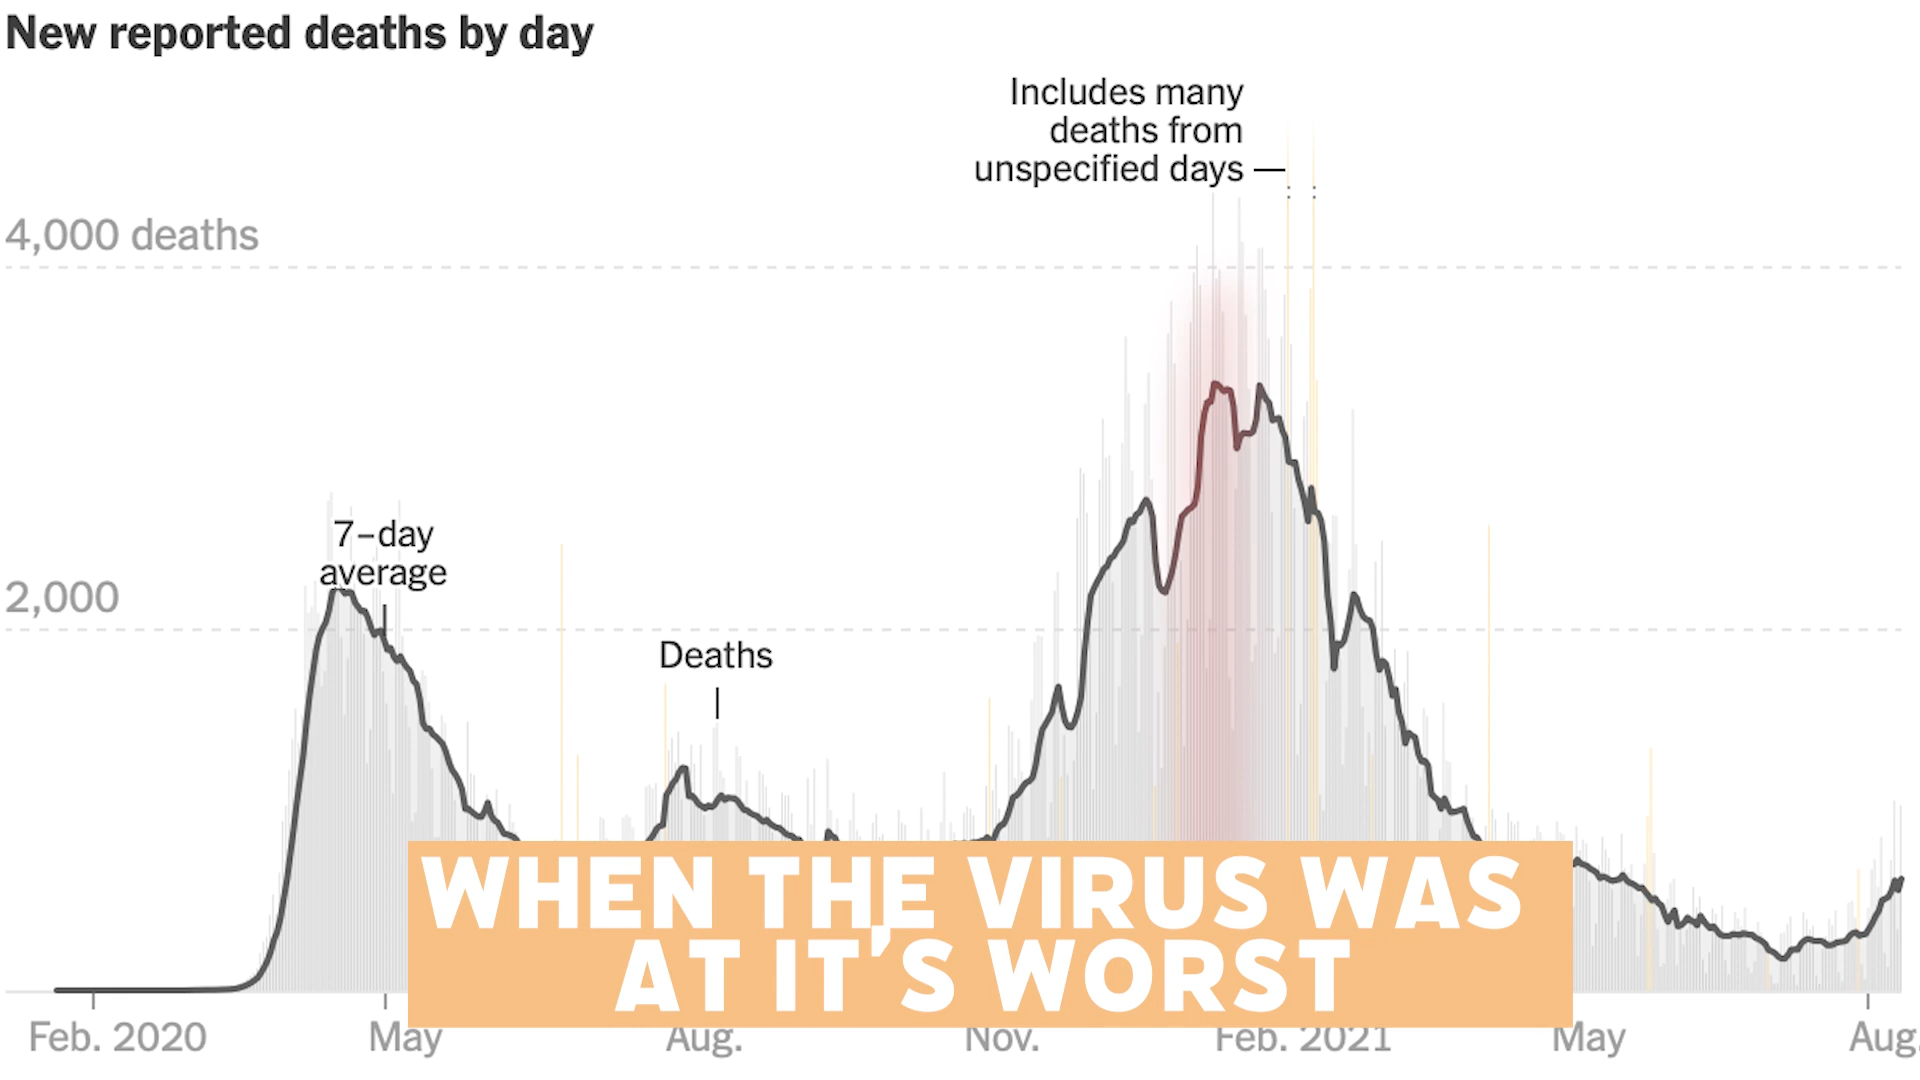 New reported deaths by day
Includes many
deaths from
unspecified days
4,000 deaths
7–day
average
2,000
Deaths
WHEN THE VIRUS WAS
AT IT'S WORST
Feb. 2020 May Aug. Nov. Feb. 2021 May Aug.